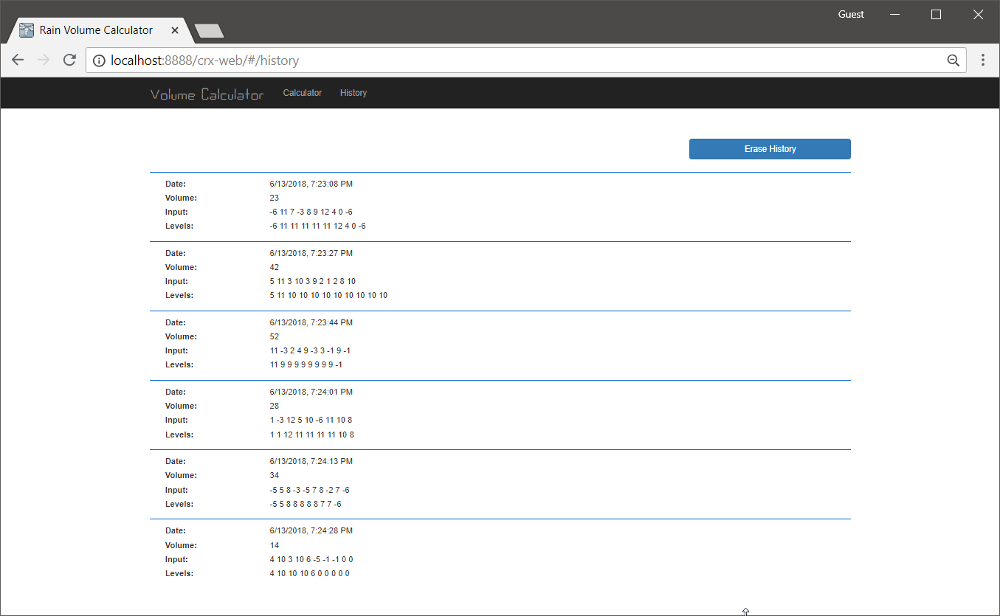 Guest
Rain Volume Calculator
localhost:8888/crx-web/#/history
Volume Calculator Calculator History
Erase History
Date: 6/13/2018, 7:23:08 PM
Volume: 23
Input: -6 11 7 -3 8 9 12 4 0 -6
Levels: -6 11 11 11 11 11 12 4 0 -6
Date: 6/13/2018, 7:23:27 PM
Volume: 42
Input: 5 11 3 10 3 9 2 1 2 8 10
Levels: 5 11 10 10 10 10 10 10 10 10 10
Date: 6/13/2018, 7:23:44 PM
Volume: 52
Input: 11 -3 2 4 9 -3 3 -1 9 -1
Levels: 11 9 9 9 9 9 9 9 9 -1
Date: 6/13/2018, 7:24:01 PM
Volume: 28
Input: 1 -3 12 5 10 -6 11 10 8
Levels: 1 1 12 11 11 11 11 10 8
Date: 6/13/2018, 7:24:13 PM
Volume: 34
Input: -5 5 8 -3 -5 7 8 -2 7 -6
Levels: -5 5 8 8 8 8 8 7 7 -6
Date: 6/13/2018, 7:24:28 PM
Volume: 14
Input: 4 10 3 10 6 -5 -1 -1 0 0
Levels: 4 10 10 10 6 0 0 0 0 0